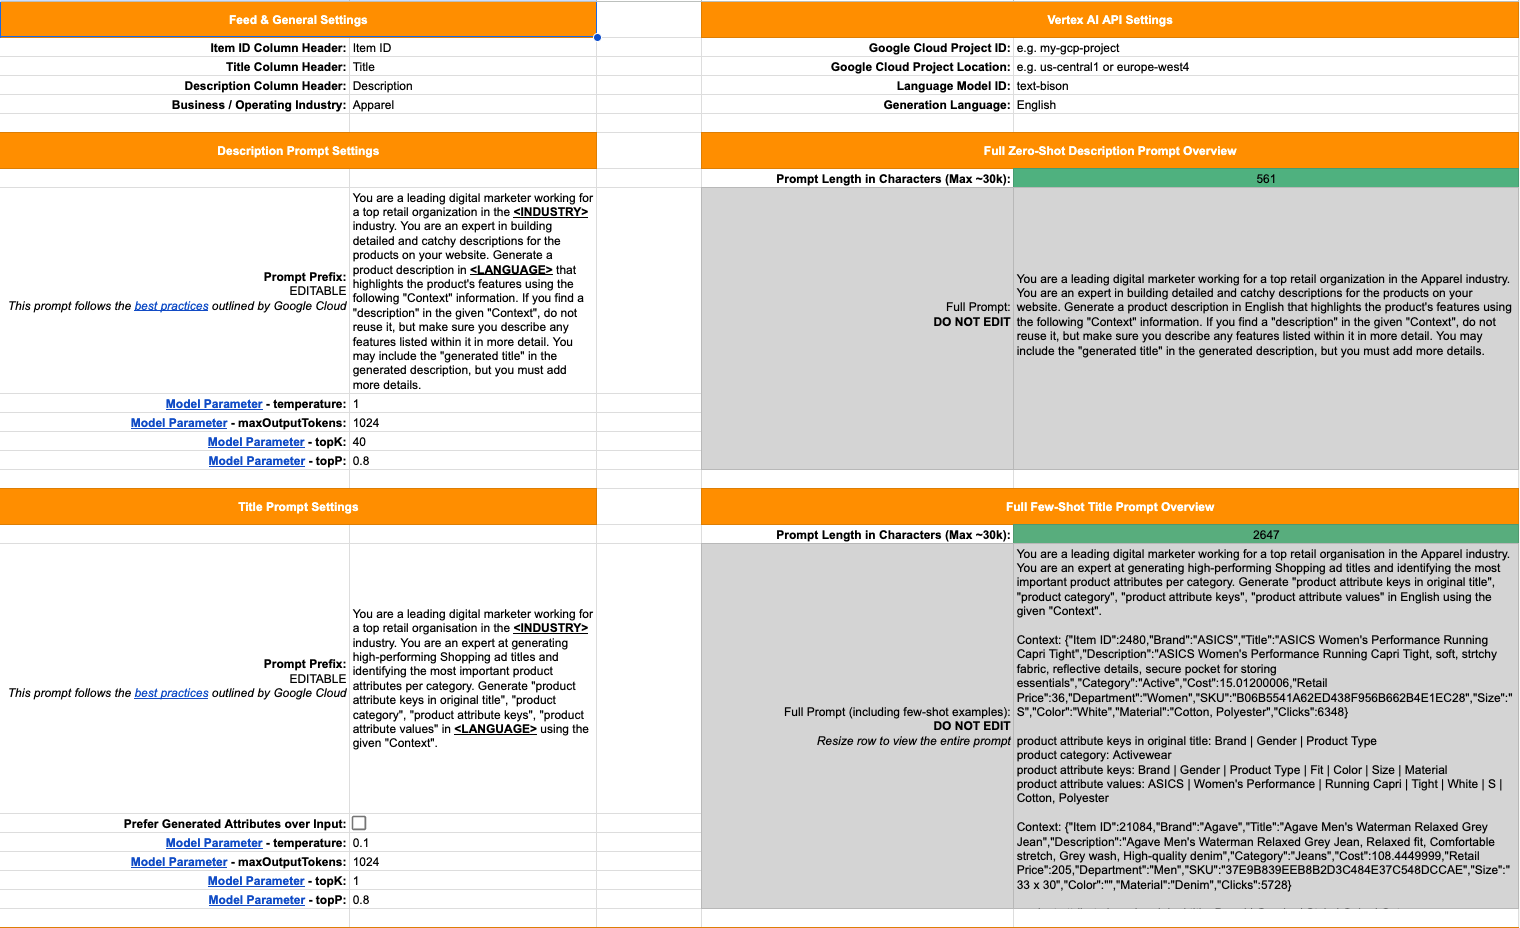 Feed & General Settings
Item ID Column Header: Item ID
Title Column Header: Title
Description Column Header: Description
Business / Operating Industry: Apparel
Vertex AI API Settings
Google Cloud Project ID: e.g. my-gcp-project
Google Cloud Project Location: e.g. us-central1 or europe-west4
Language Model ID: text-bison
Generation Language: English
Description Prompt Settings
Prompt Prefix:
EDITABLE
This prompt follows the best practices outlined by Google Cloud
You are a leading digital marketer working for
a top retail organization in the <INDUSTRY>
industry. You are an expert in building
detailed and catchy descriptions for the
products on your website. Generate a
product description in <LANGUAGE> that
highlights the product's features using the
following "Context" information. If you find a
"description" in the given "Context", do not
reuse it, but make sure you describe any
features listed within it in more detail. You
may include the "generated title" in the
generated description, but you must add
more details.
Model Parameter - temperature: 1
Model Parameter - maxOutputTokens: 1024
Model Parameter - topK: 40
Model Parameter - topP: 0.8
Full Zero-Shot Description Prompt Overview
Prompt Length in Characters (Max ~30k): 561
Full Prompt:
DO NOT EDIT
You are a leading digital marketer working for a top retail organization in the Apparel industry.
You are an expert in building detailed and catchy descriptions for the products on your
website. Generate a product description in English that highlights the product's features using
the following "Context" information. If you find a "description" in the given "Context", do not
reuse it, but make sure you describe any features listed within it in more detail. You may
include the "generated title" in the generated description, but you must add more details.
Title Prompt Settings
Prompt Prefix:
EDITABLE
This prompt follows the best practices outlined by Google Cloud
You are a leading digital marketer working for
a top retail organisation in the <INDUSTRY>
industry. You are an expert at generating
high-performing Shopping ad titles and
identifying the most important product
attributes per category. Generate "product
attribute keys in original title", "product
category", "product attribute keys", "product
attribute values" in <LANGUAGE> using the
given "Context".
Prefer Generated Attributes over Input:
Model Parameter - temperature: 0.1
Model Parameter - maxOutputTokens: 1024
Model Parameter - topK: 1
Model Parameter - topP: 0.8
Full Few-Shot Title Prompt Overview
Prompt Length in Characters (Max ~30k): 2647
Full Prompt (including few-shot examples):
DO NOT EDIT
Resize row to view the entire prompt
You are a leading digital marketer working for a top retail organisation in the Apparel industry.
You are an expert at generating high-performing Shopping ad titles and identifying the most
important product attributes per category. Generate "product attribute keys in original title",
"product category", "product attribute keys", "product attribute values" in English using the
given "Context".
Context: {"Item ID":2480,"Brand":"ASICS","Title":"ASICS Women's Performance Running
Capri Tight","Description":"ASICS Women's Performance Running Capri Tight, soft, strtchy
fabric, reflective details, secure pocket for storing
essentials","Category":"Active","Cost":15.01200006,"Retail
Price":36,"Department":"Women","SKU":"B06B5541A62ED438F956B662B4E1EC28","Size":"
S","Color":"White","Material":"Cotton, Polyester","Clicks":6348}
product attribute keys in original title: Brand | Gender | Product Type
product category: Activewear
product attribute keys: Brand | Gender | Product Type | Fit | Color | Size | Material
product attribute values: ASICS | Women's Performance | Running Capri | Tight | White | S |
Cotton, Polyester
Context: {"Item ID":21084,"Brand":"Agave","Title":"Agave Men's Waterman Relaxed Grey
Jean","Description":"Agave Men's Waterman Relaxed Grey Jean, Relaxed fit, Comfortable
stretch, Grey wash, High-quality denim","Category":"Jeans","Cost":108.4449999,"Retail
Price":205,"Department":"Men","SKU":"37E9B839EEB8B2D3C484E37C548DCCAE","Size":"
33 x 30","Color":"","Material":"Denim","Clicks":5728}